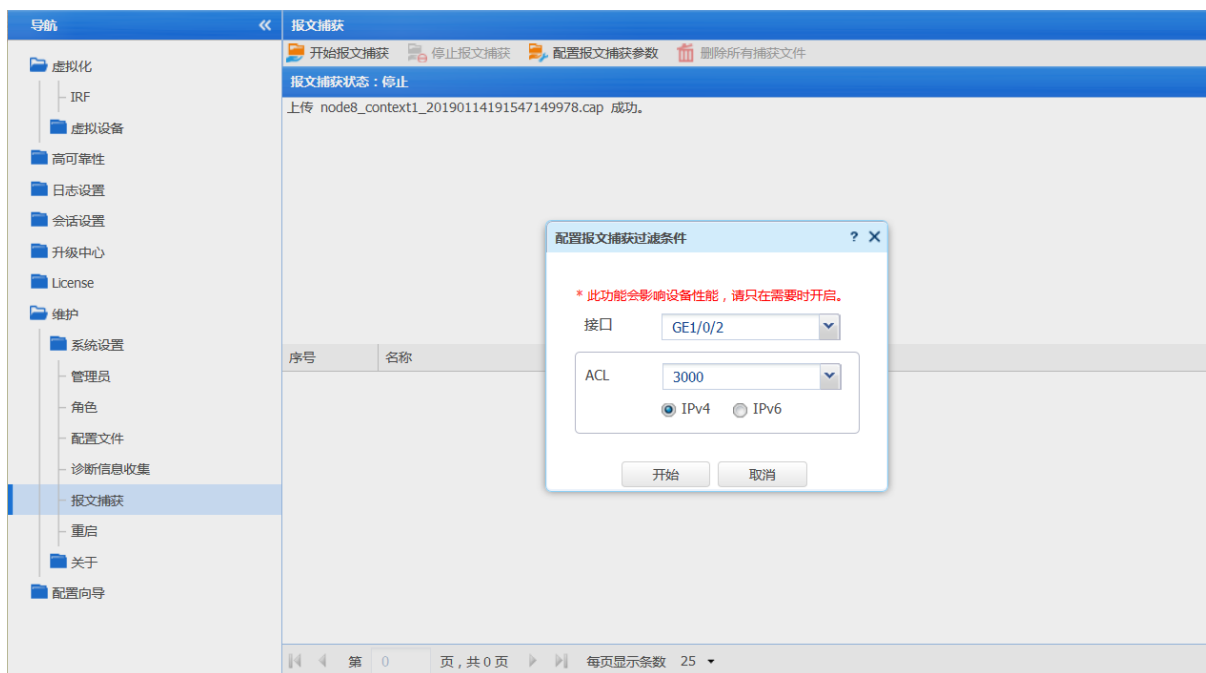 导航
虚拟化
IRF
虚拟设备
高可靠性
日志设置
会话设置
升级中心
License
维护
系统设置
管理员
角色
配置文件
诊断信息收集
报文捕获
重启
关于
配置向导
报文捕获
开始报文捕获 停止报文捕获 配置报文捕获参数 删除所有捕获文件
报文捕获状态：停止
上传 node8_context1_20190114191547149978.cap 成功。
序号 名称
配置报文捕获过滤条件 ?
* 此功能会影响设备性能，请只在需要时开启。
接口 GE1/0/2
ACL 3000
IPv4 IPv6
开始 取消
第 0 页，共 0 页 每页显示条数 25